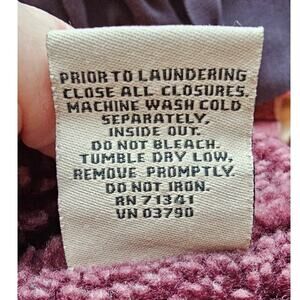 PRIOR TO LAUNDERING
CLOSE ALL CLOSURES.
MACHINE WASH COLD
SEPARATELY,
INSIDE OUT.
DO NOT BLEACH.
TUMBLE DRY LOW,
REMOVE PROMPTLY.
DO NOT IRON.
RN 71341
VN 03790